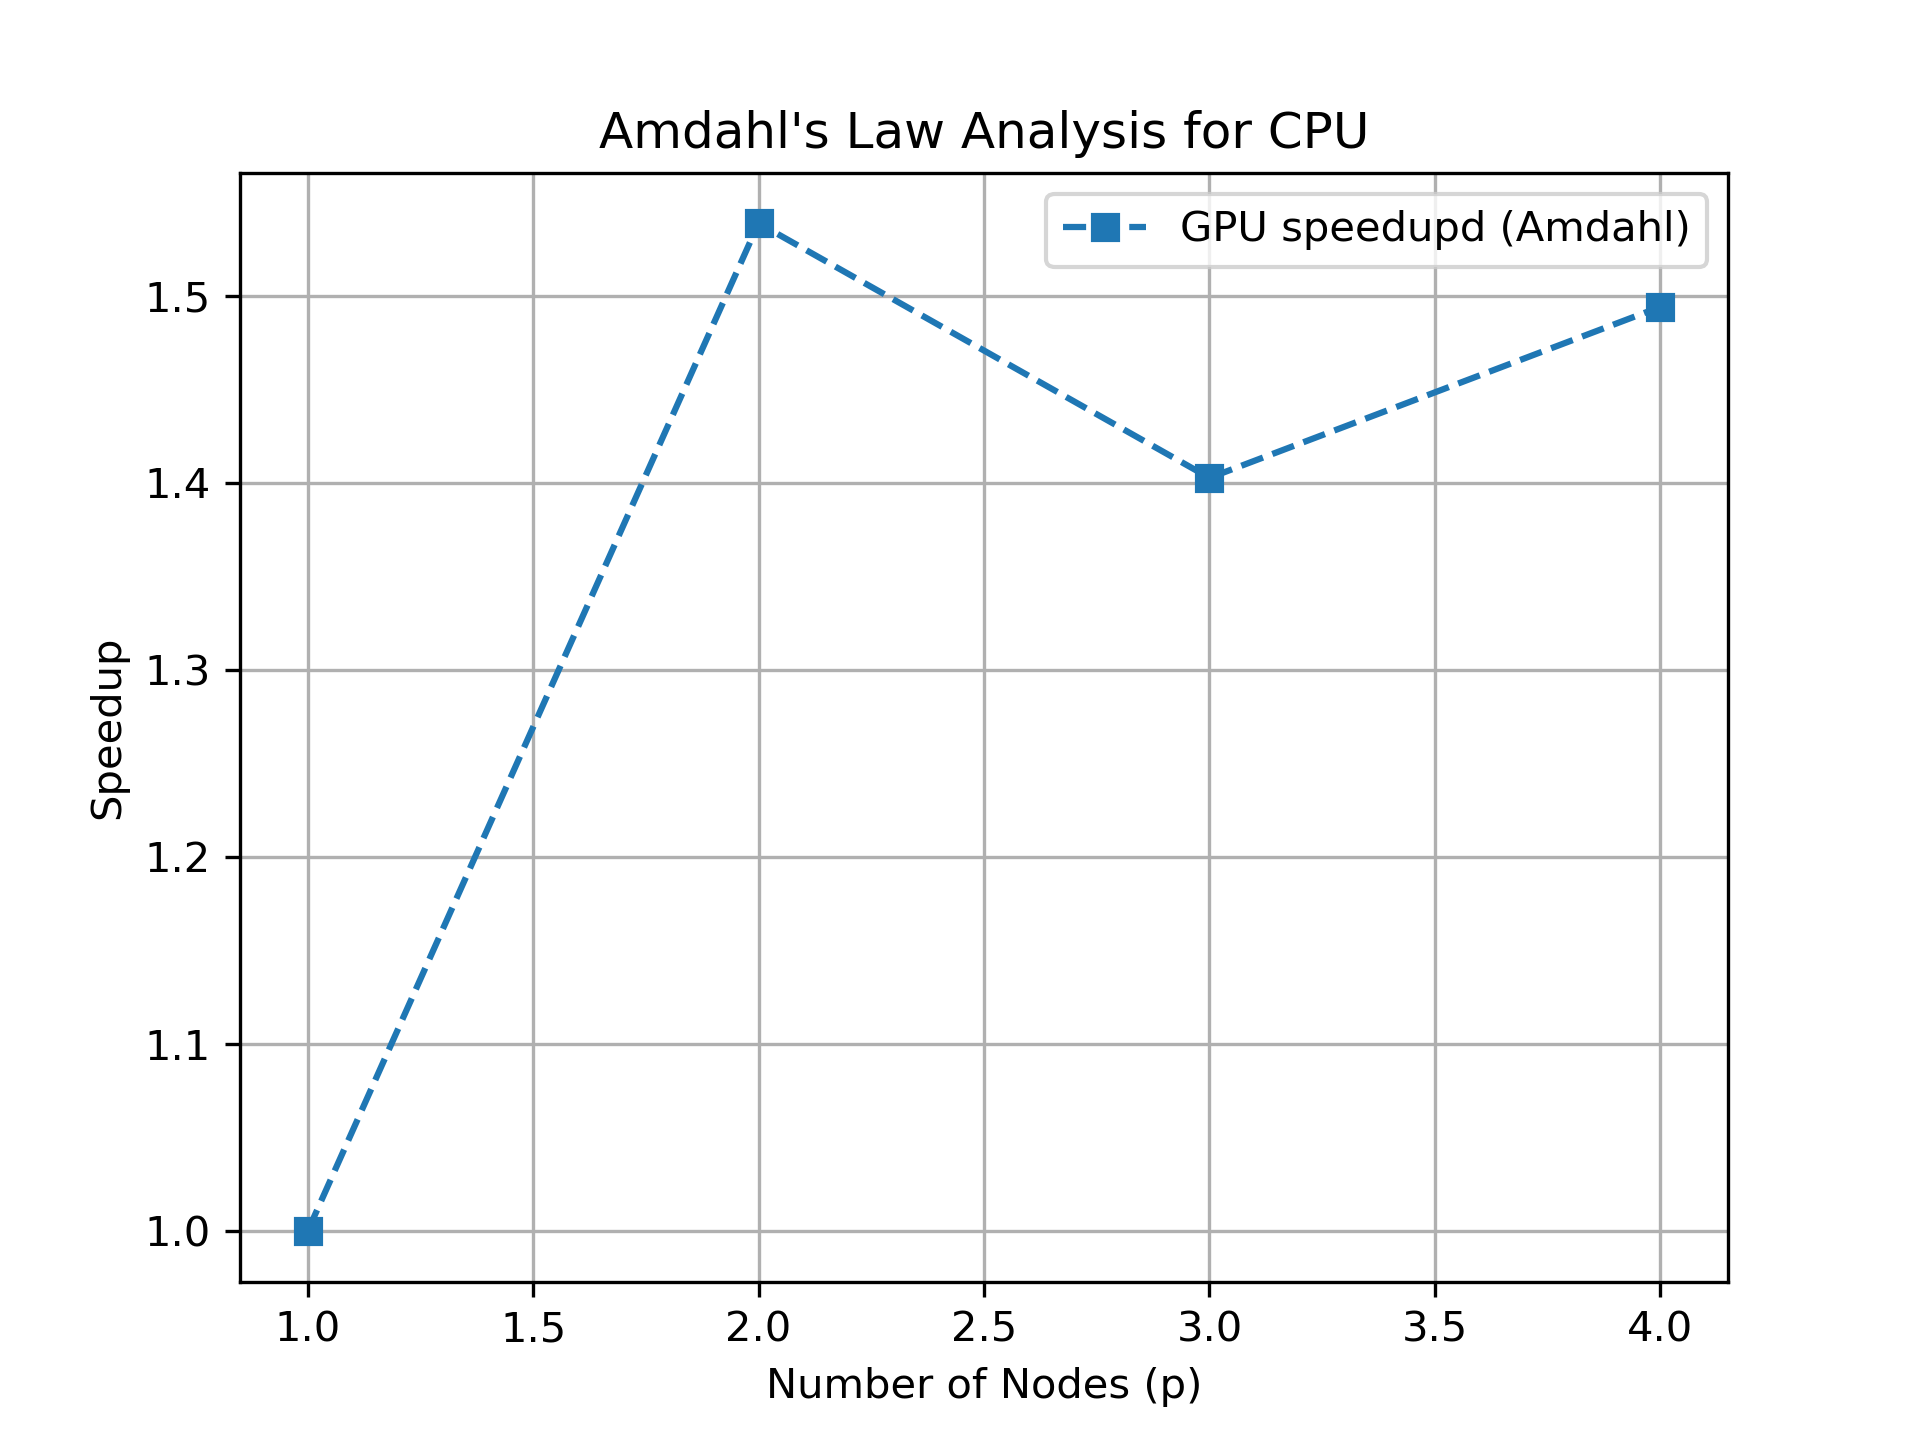 Amdahl's Law Analysis for CPU
GPU speedupd (Amdahl)
Speedup
1.5
1.4
1.3
1.2
1.1
1.0
1.0 1.5 2.0 2.5 3.0 3.5 4.0
Number of Nodes (p)